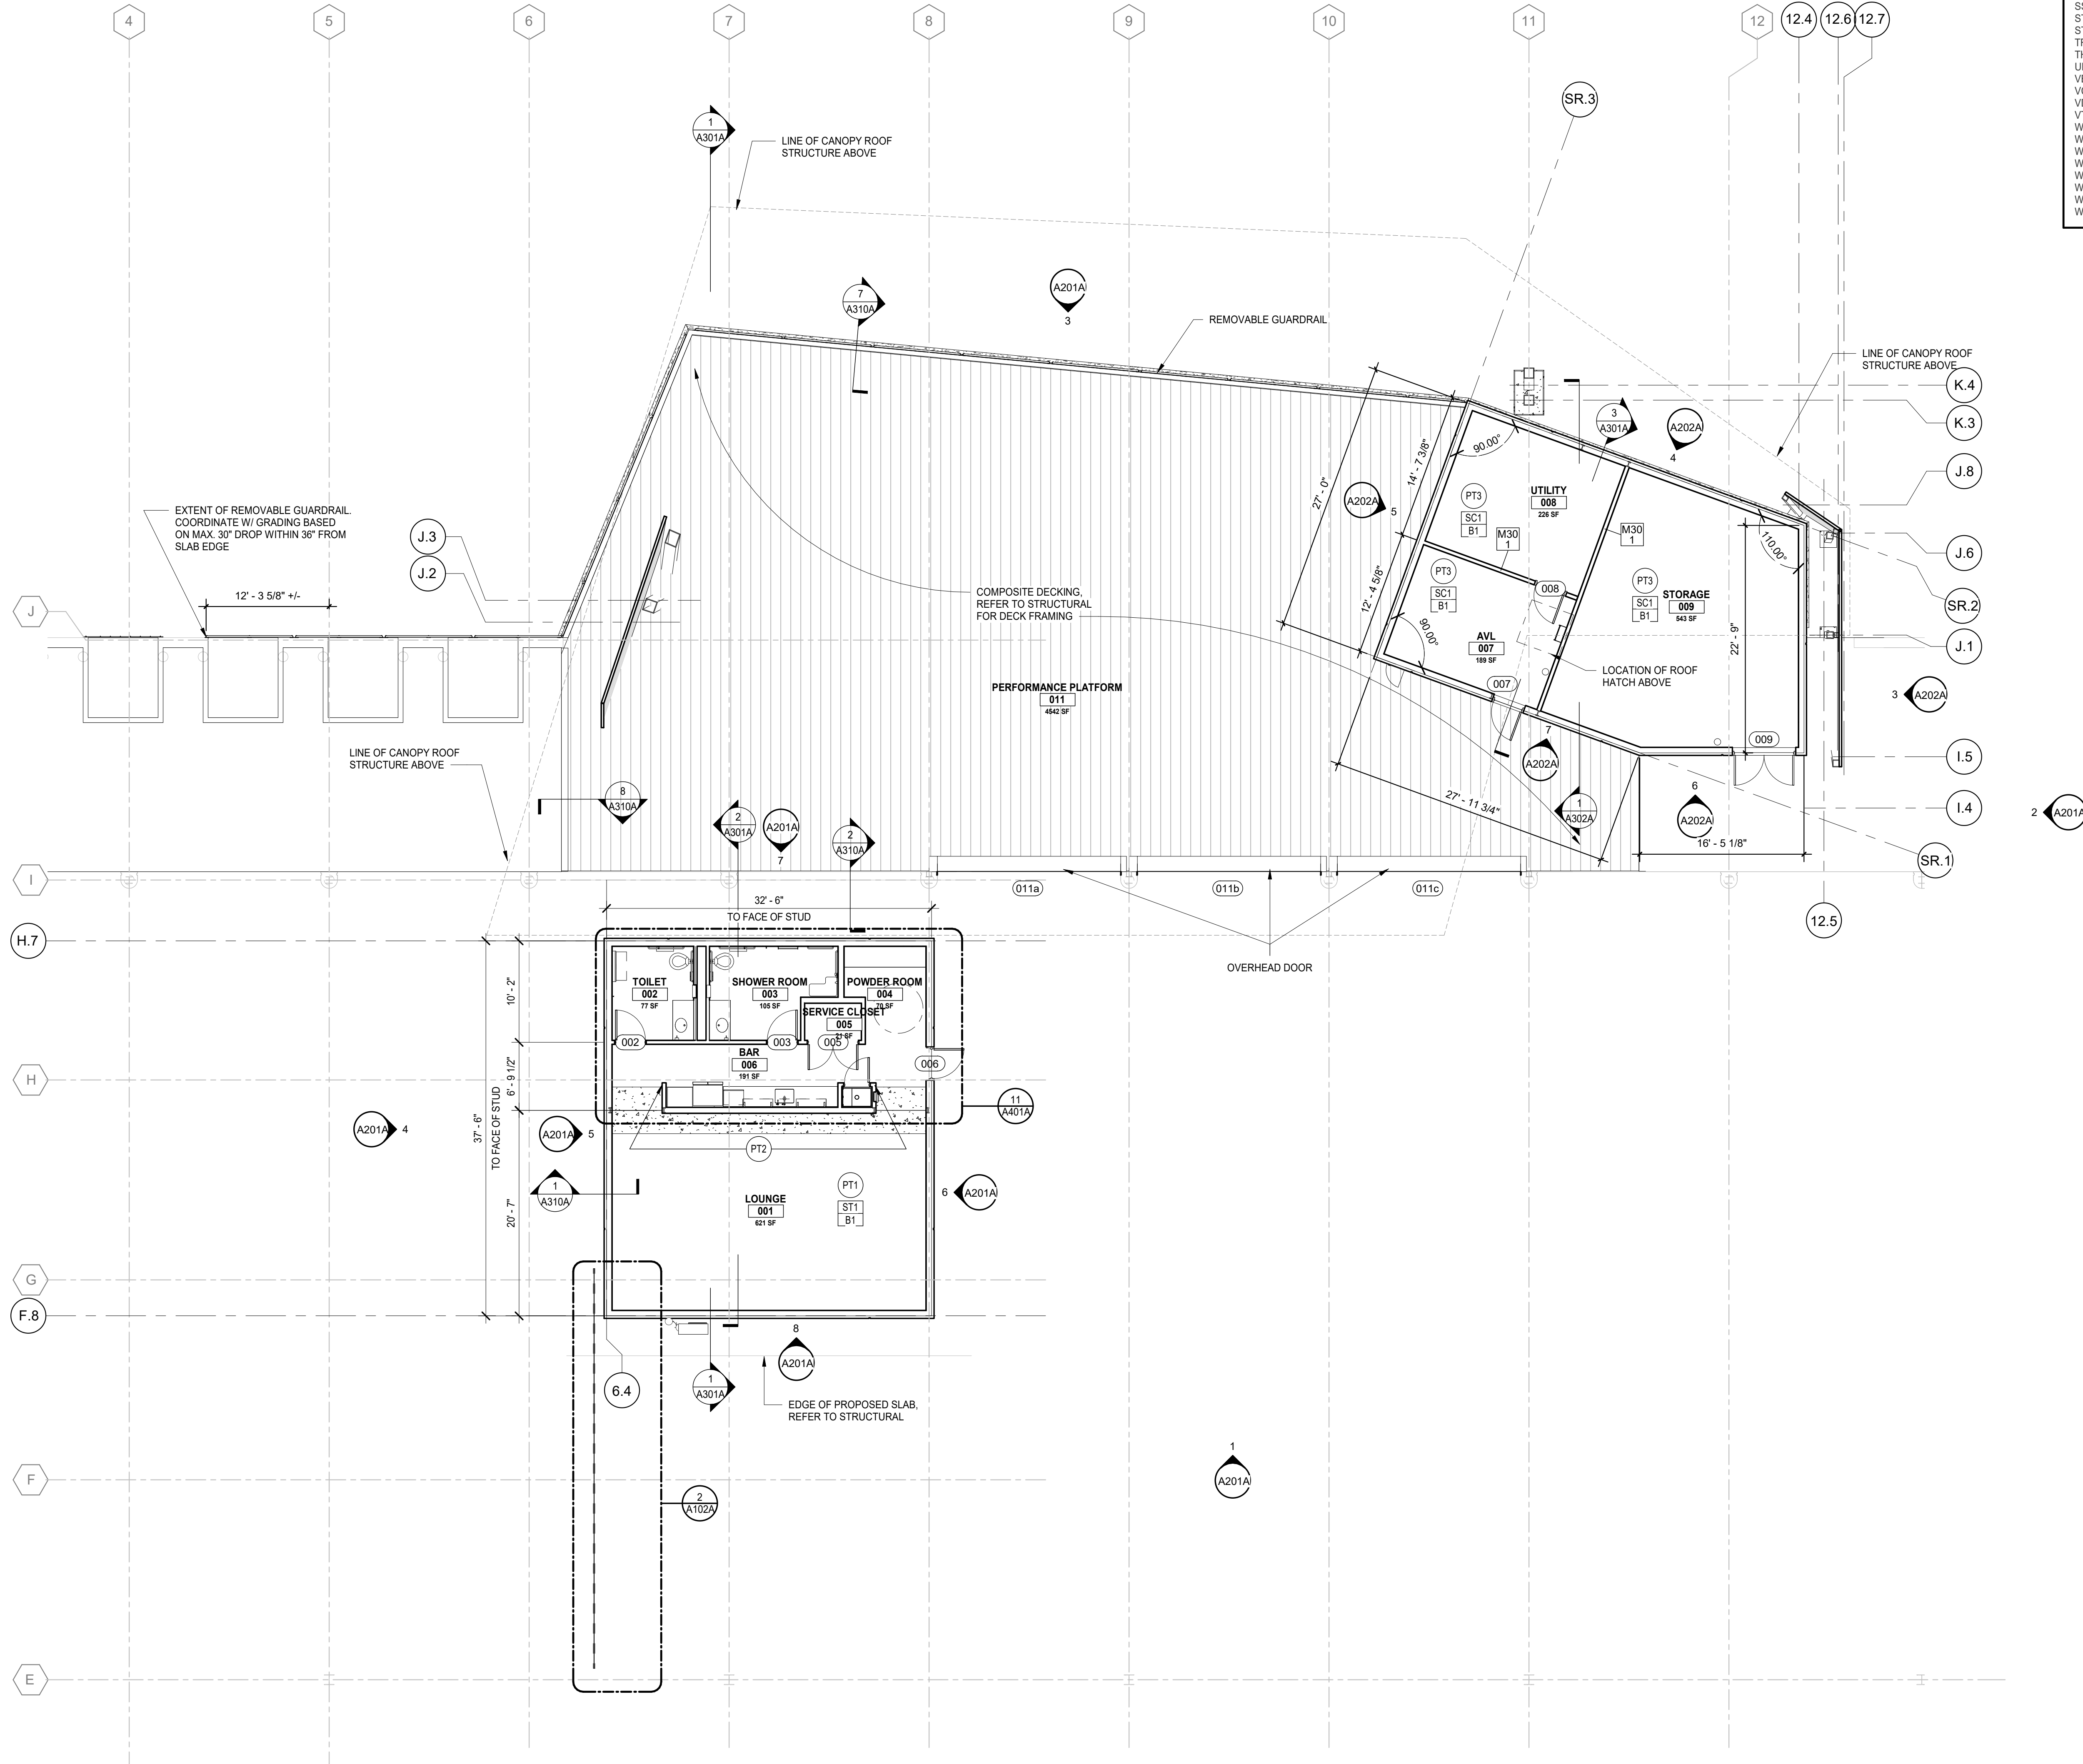 4
5
6
7
8
9
10
11
12
12.4
12.6
12.7
SR.3
1
A301A
LINE OF CANOPY ROOF
STRUCTURE ABOVE
7
A310A
A201A
3
REMOVABLE GUARDRAIL
LINE OF CANOPY ROOF
STRUCTURE ABOVE
K.4
K.3
3
A301A
A202A
4
J.8
27' - 0"
14' - 7 3/8"
90.00°
A202A
5
PT3
SC1
B1
UTILITY
008
226 SF
M30
1
M30
1
110.00°
EXTENT OF REMOVABLE GUARDRAIL.
COORDINATE W/ GRADING BASED
ON MAX. 30" DROP WITHIN 36" FROM
SLAB EDGE
J.3
J.2
J.6
J
12' - 3 5/8" +/-
COMPOSITE DECKING,
REFER TO STRUCTURAL
FOR DECK FRAMING
12' - 4 5/8"
PT3
SC1
B1
008
PT3
SC1
B1
STORAGE
009
543 SF
SR.2
90.00°
AVL
007
189 SF
22' - 9"
J.1
LOCATION OF ROOF
HATCH ABOVE
007
PERFORMANCE PLATFORM
011
4542 SF
3
A202A
LINE OF CANOPY ROOF
STRUCTURE ABOVE
7
A202A
009
I.5
8
A310A
2
A301A
A201A
7
2
A310A
27' - 11 3/4"
1
A302A
6
A202A
I.4
2
A201A
16' - 5 1/8"
SR.1
I
011a
011b
011c
32' - 6"
TO FACE OF STUD
12.5
H.7
OVERHEAD DOOR
10' - 2"
TOILET
002
77 SF
SHOWER ROOM
003
105 SF
POWDER ROOM
004
70 SF
SERVICE CLOSET
005
002
003
005
006
BAR
006
191 SF
H
6' - 9 1/2"
37' - 6"
TO FACE OF STUD
A201A
4
A201A
5
11
A401A
PT2
1
A310A
20' - 7"
LOUNGE
001
621 SF
PT1
ST1
B1
6
A201A
G
F.8
8
A201A
6.4
1
A301A
EDGE OF PROPOSED SLAB,
REFER TO STRUCTURAL
1
A201A
F
2
A102A
E